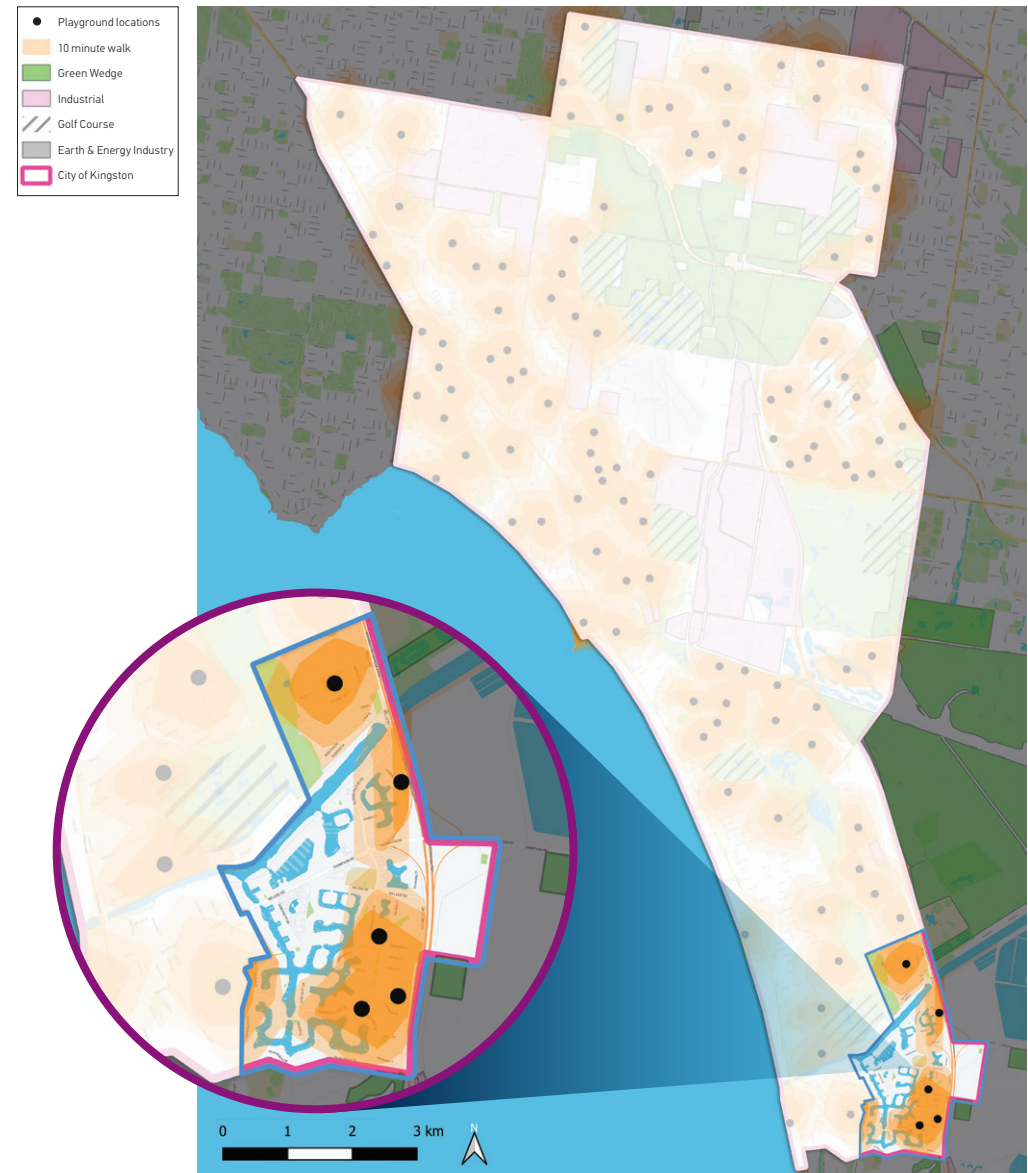 Playground locations
10 minute walk
Green Wedge
Industrial
Golf Course
Earth & Energy Industry
City of Kingston
0 1 2 3 km
N